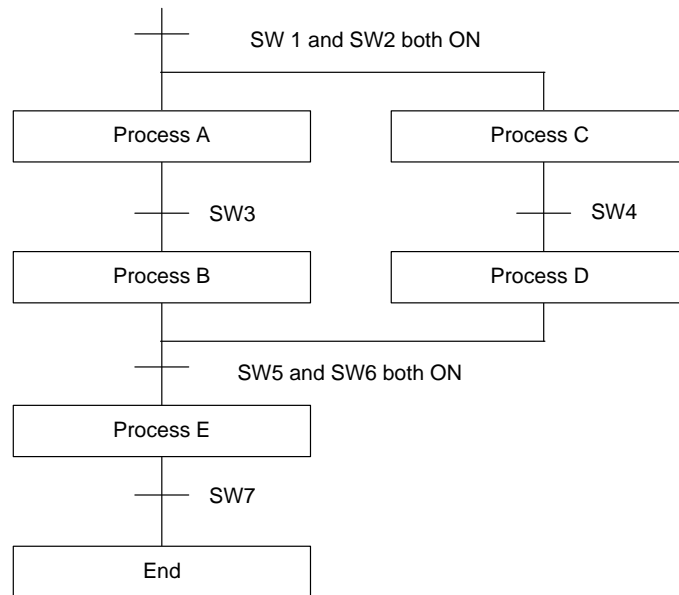 SW 1 and SW2 both ON
Process A
Process C
SW3
SW4
Process B
Process D
SW5 and SW6 both ON
Process E
SW7
End